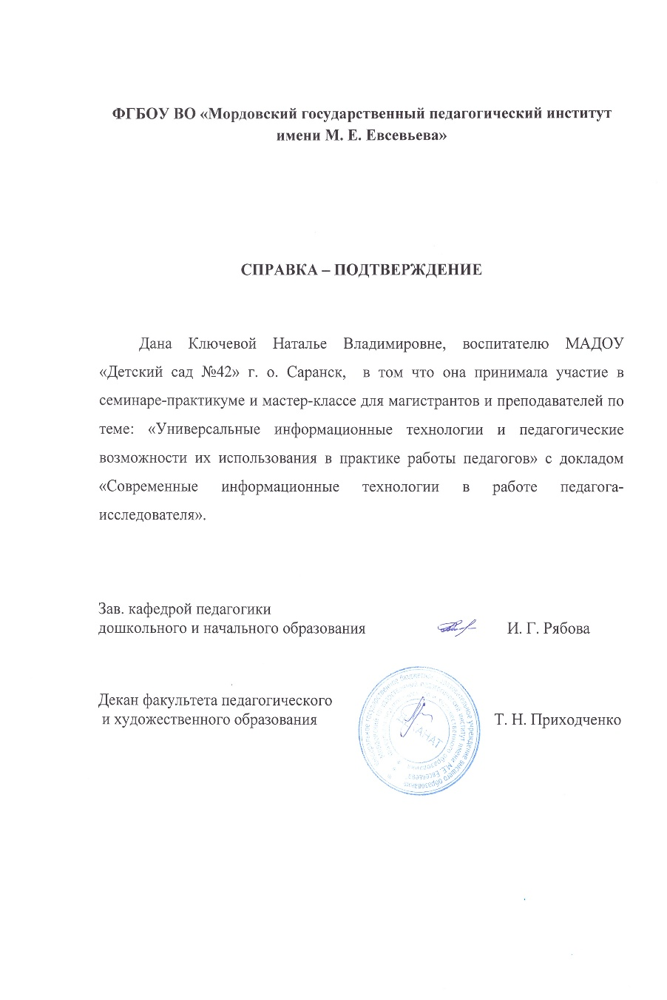 ФГБОУ ВО «Мордовский государственный педагогический институт
имени М. Е. Евсевьева»
СПРАВКА – ПОДТВЕРЖДЕНИЕ
Дана Ключевой Наталье Владимировне, воспитателю МАДОУ
«Детский сад №42» г. о. Саранск, в том что она принимала участие в
семинаре-практикуме и мастер-классе для магистрантов и преподавателей по
теме: «Универсальные информационные технологии и педагогические
возможности их использования в практике работы педагогов» с докладом
«Современные информационные технологии в работе педагога-
исследователя».
Зав. кафедрой педагогики
дошкольного и начального образования И. Г. Рябова
Декан факультета педагогического
и художественного образования Т. Н. Приходченко